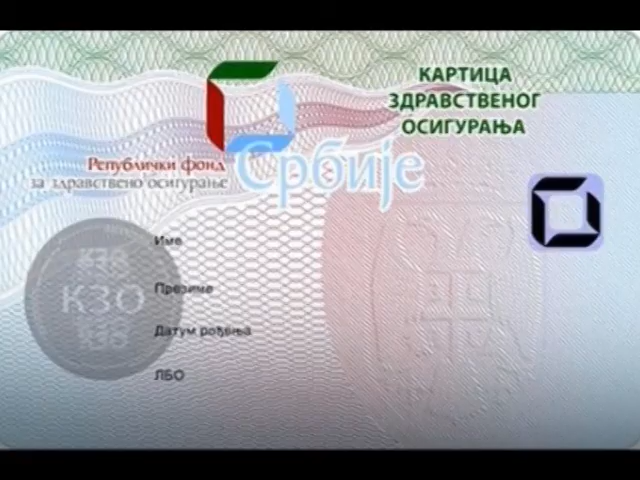 КАРТИЦА
ЗДРАВСТВЕНОГ
ОСИГУРАЊА
Републички фонд
за здравствено осигурање
Србије
Име
КЗО
Презиме
Датум рођења
ЛБО